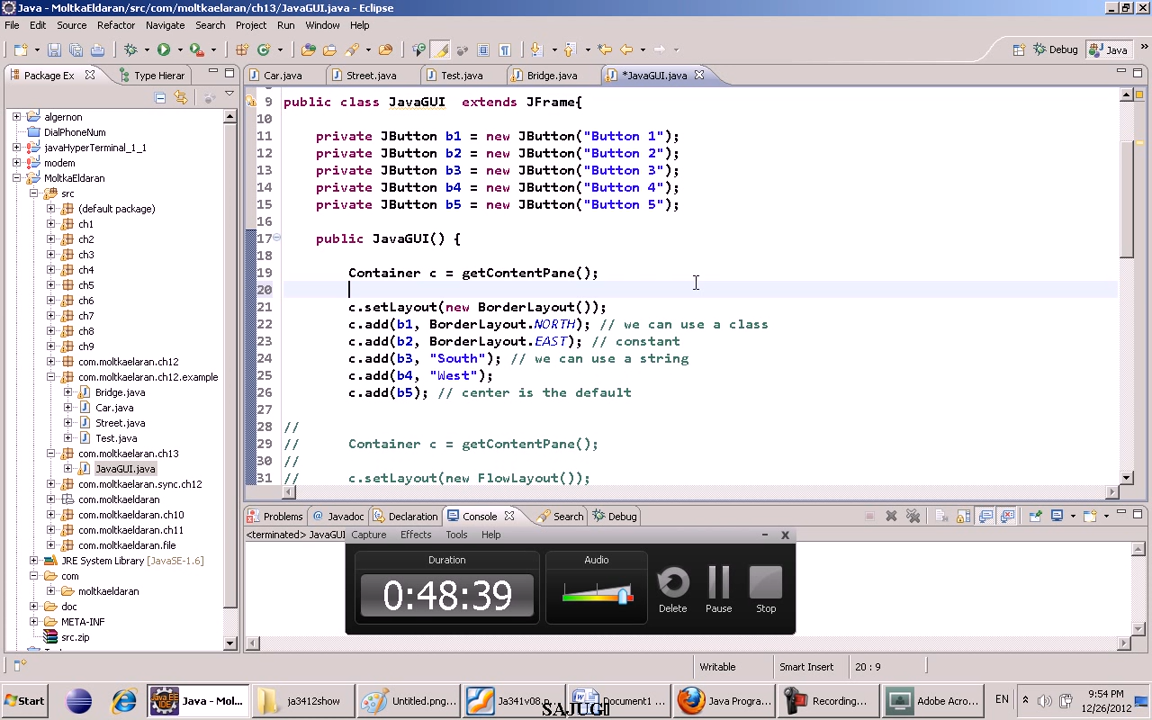 Java - MoltkaEldaran/src/com/moltkaelaran/ch13/JavaGUI.java - Eclipse
File Edit Source Refactor Navigate Search Project Run Window Help
Debug Java
Package Ex Type Hierar
Car.java Street.java Test.java Bridge.java *JavaGUI.java
algernon
DialPhoneNum
javaHyperTerminal_1_1
modem
MoltkaEldaran
src
(default package)
ch1
ch2
ch3
ch4
ch5
ch6
ch7
ch8
ch9
com.moltkaelaran.ch12
com.moltkaelaran.ch12.example
Bridge.java
Car.java
Street.java
Test.java
com.moltkaelaran.ch13
JavaGUI.java
com.moltkaelaran.sync.ch12
com.moltkaeldaran
com.moltkaelaran.ch10
com.moltkaelaran.ch11
com.moltkaelaran.file
JRE System Library [JavaSE-1.6]
com
moltkaeldaran
doc
META-INF
src.zip
9 public class JavaGUI extends JFrame{
10
11 private JButton b1 = new JButton("Button 1");
12 private JButton b2 = new JButton("Button 2");
13 private JButton b3 = new JButton("Button 3");
14 private JButton b4 = new JButton("Button 4");
15 private JButton b5 = new JButton("Button 5");
16
17 public JavaGUI() {
18
19 Container c = getContentPane();
20
21 c.setLayout(new BorderLayout());
22 c.add(b1, BorderLayout.NORTH); // we can use a class
23 c.add(b2, BorderLayout.EAST); // constant
24 c.add(b3, "South"); // we can use a string
25 c.add(b4, "West");
26 c.add(b5); // center is the default
27
28 //
29 // Container c = getContentPane();
30 //
31 // c.setLayout(new FlowLayout());
Problems Javadoc Declaration Console Search Debug
<terminated> JavaGUI
Capture Effects Tools Help
Duration
0:48:39
Audio
Delete Pause Stop
Writable Smart Insert 20 : 9
Start Java - Mol... ja3412show Untitled.png... Ja341v08.p... Document1 ... Java Progra... Recording... Adobe Acro... EN 9:54 PM
12/26/2012